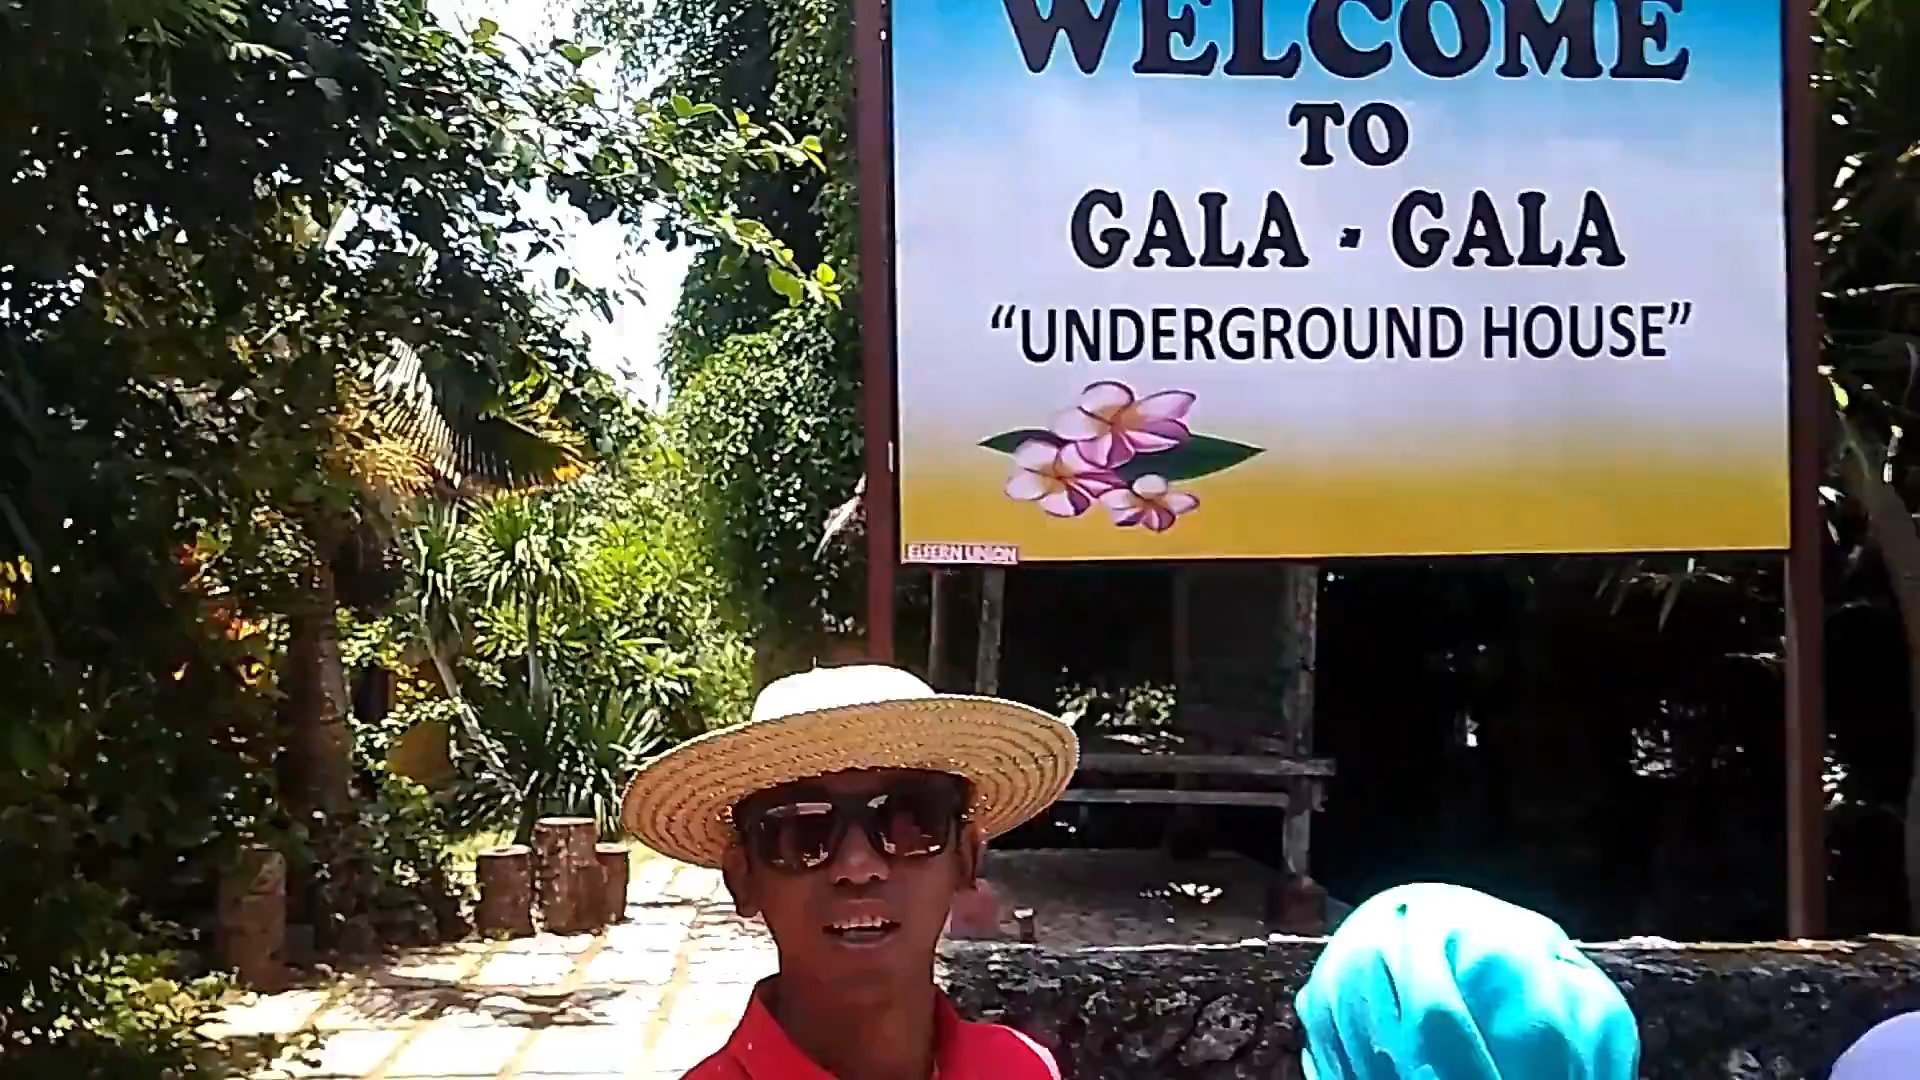 WELCOME
TO
GALA - GALA
“UNDERGROUND HOUSE”